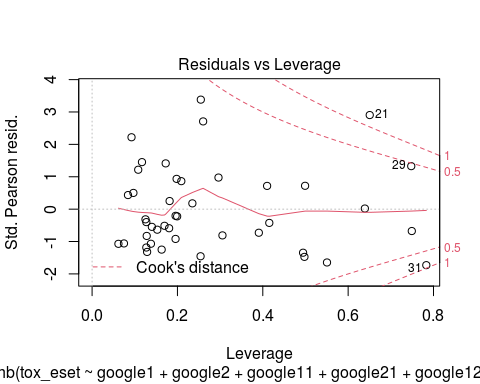 Residuals vs Leverage
Std. Pearson resid.
4
3
2
1
0
-1
-2
21
29
31
1
0.5
0.5
1
Cook's distance
0.0 0.2 0.4 0.6 0.8
Leverage
nb(tox_eset ~ google1 + google2 + google11 + google21 + google12